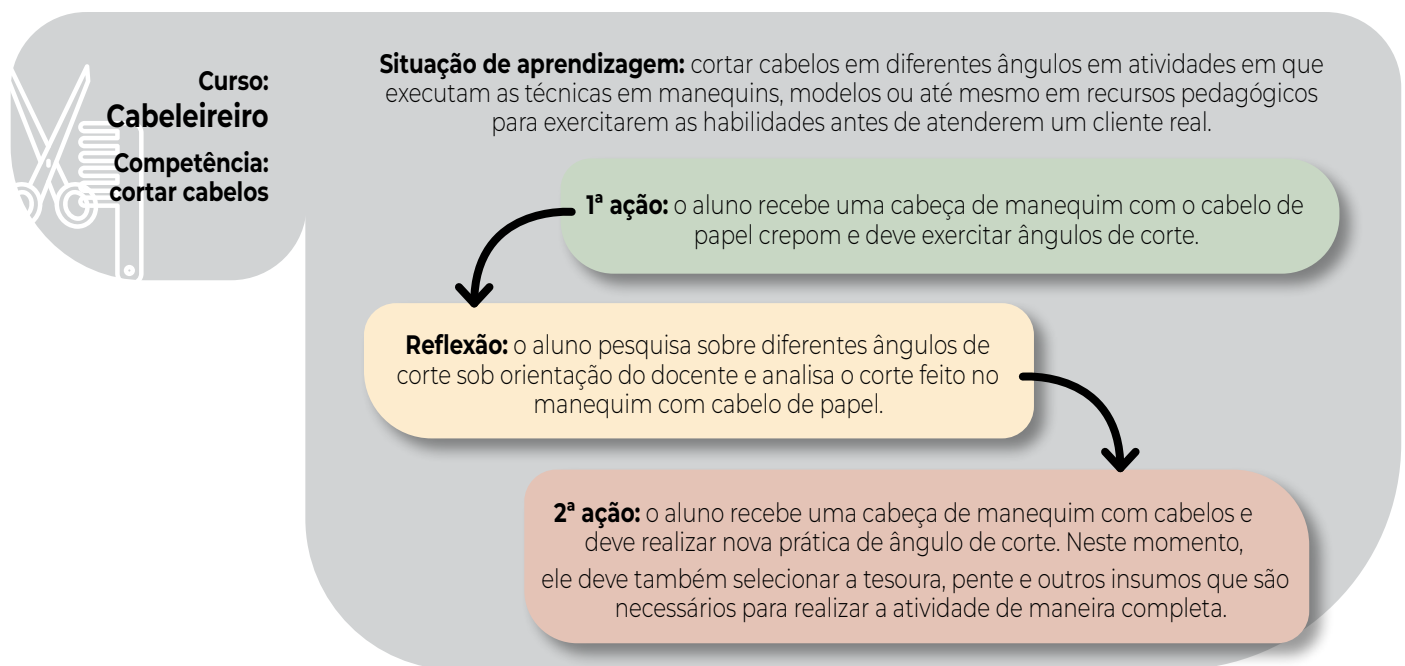 Curso:
Cabeleireiro
Competência:
cortar cabelos
Situação de aprendizagem: cortar cabelos em diferentes ângulos em atividades em que
executam as técnicas em manequins, modelos ou até mesmo em recursos pedagógicos
para exercitarem as habilidades antes de atenderem um cliente real.
1ª ação: o aluno recebe uma cabeça de manequim com o cabelo de
papel crepom e deve exercitar ângulos de corte.
Reflexão: o aluno pesquisa sobre diferentes ângulos de
corte sob orientação do docente e analisa o corte feito no
manequim com cabelo de papel.
2ª ação: o aluno recebe uma cabeça de manequim com cabelos e
deve realizar nova prática de ângulo de corte. Neste momento,
ele deve também selecionar a tesoura, pente e outros insumos que são
necessários para realizar a atividade de maneira completa.